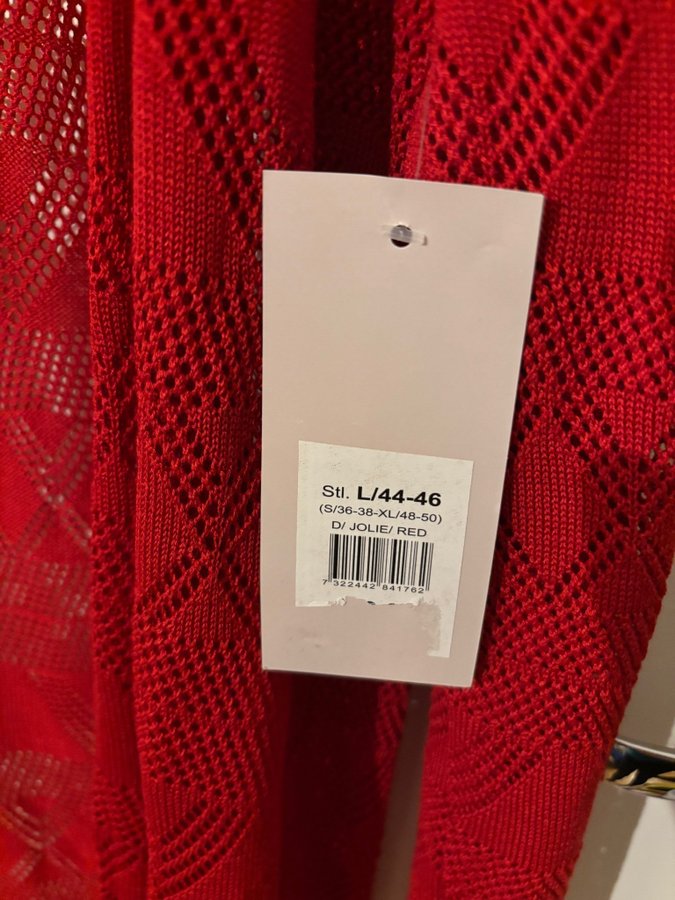 Stl. L/44-46
(S/36-38-XL/48-50)
D/ JOLIE/ RED
7 322442 841762